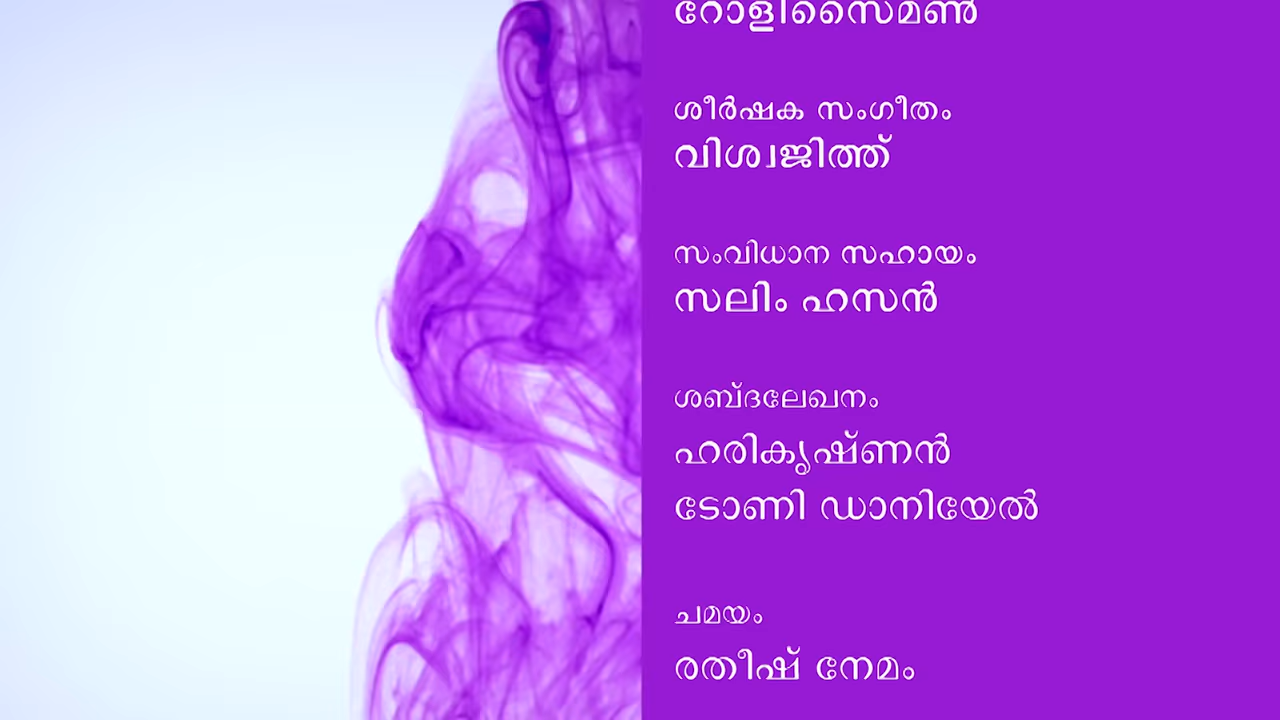 റോളിസൈമൺ
ശീർഷക സംഗീതം
വിശ്വജിത്ത്
സംവിധാന സഹായം
സലിം ഹസൻ
ശബ്ദലേഖനം
ഹരികൃഷ്ണൻ
ടോണി ഡാനിയേൽ
ചമയം
രതീഷ് നേമം